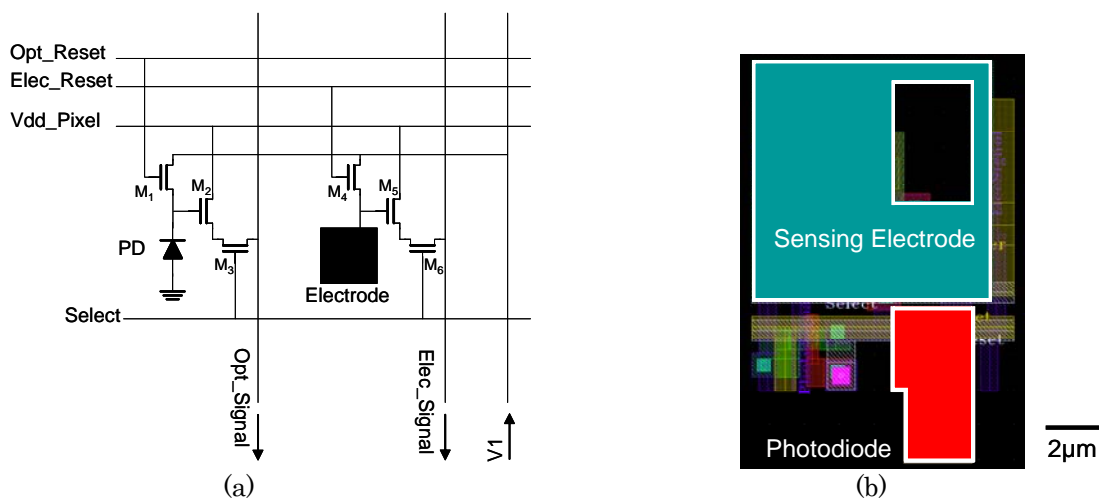 Opt_Reset
Elec_Reset
Vdd_Pixel
M1
M2
M4
M5
PD
M3
M6
Electrode
Select
Opt_Signal
Elec_Signal
V1
(a)
Sensing Electrode
Select
Photodiode
2μm
(b)